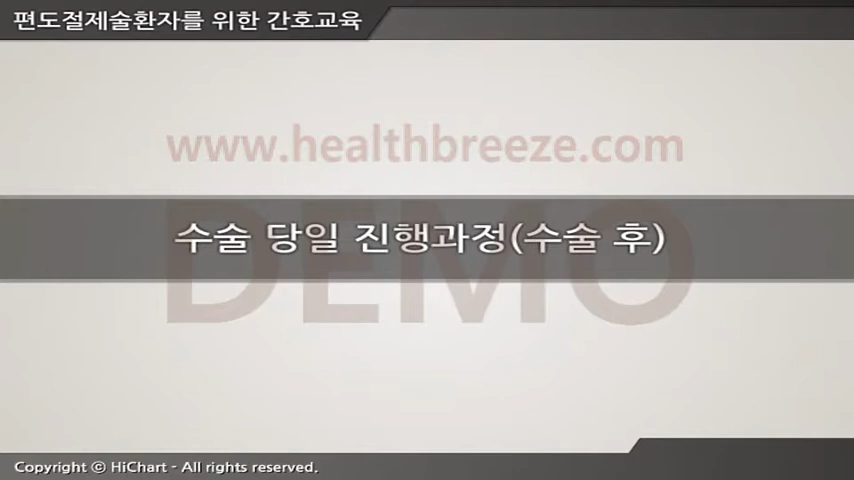 편도절제술환자를 위한 간호교육
www.healthbreeze.com
수술 당일 진행과정(수술 후)
DEMO
Copyright ⓒ HiChart - All rights reserved.